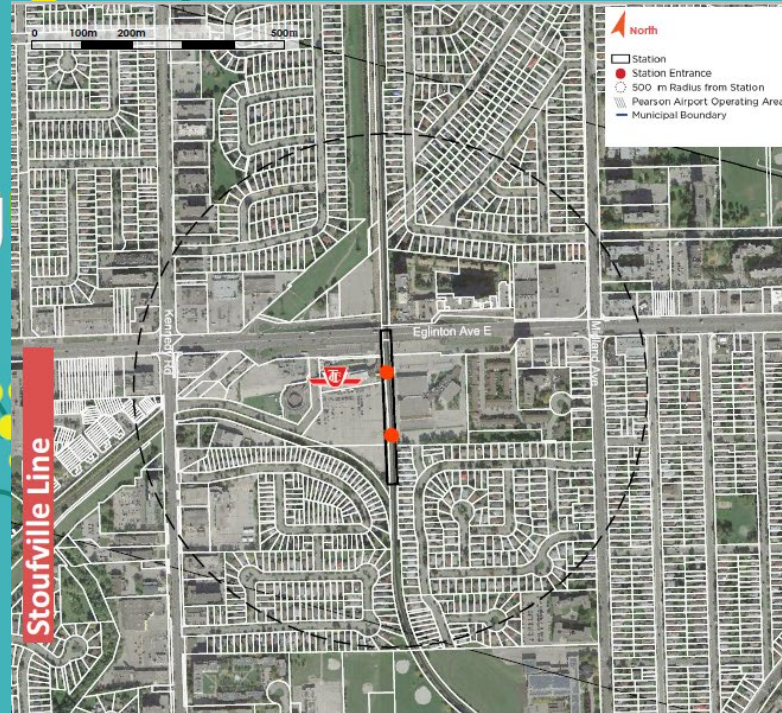 0 100m 200m 500m
North
Station
Station Entrance
500 m Radius from Station
Pearson Airport Operating Area
Municipal Boundary
Kennedy Rd
Eglinton Ave E
Midland Ave
TTC
Stoufville Line